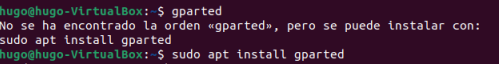 hugo@hugo-VirtualBox:~$ gparted
No se ha encontrado la orden «gparted», pero se puede instalar con:
sudo apt install gparted
hugo@hugo-VirtualBox:~$ sudo apt install gparted